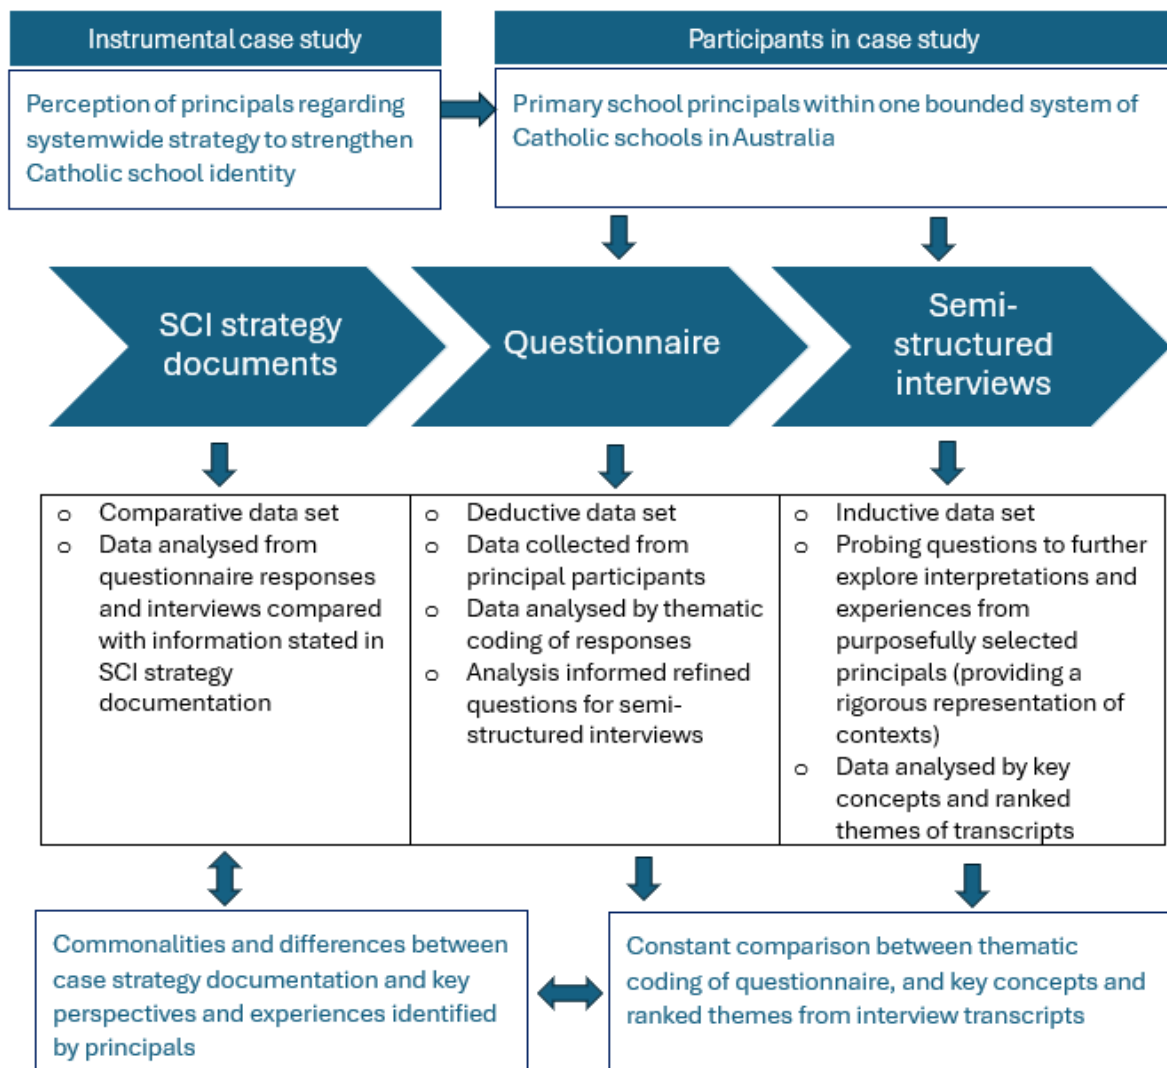 Instrumental case study
Participants in case study
Perception of principals regarding
systemwide strategy to strengthen
Catholic school identity
Primary school principals within one bounded system of
Catholic schools in Australia
SCI strategy
documents
Questionnaire
Semi-
structured
interviews
o Comparative data set
o Data analysed from
questionnaire responses
and interviews compared
with information stated in
SCI strategy
documentation
o Deductive data set
o Data collected from
principal participants
o Data analysed by thematic
coding of responses
o Analysis informed refined
questions for semi-
structured interviews
o Inductive data set
o Probing questions to further
explore interpretations and
experiences from
purposefully selected
principals (providing a
rigorous representation of
contexts)
o Data analysed by key
concepts and ranked
themes of transcripts
Commonalities and differences between
case strategy documentation and key
perspectives and experiences identified
by principals
Constant comparison between thematic
coding of questionnaire, and key concepts and
ranked themes from interview transcripts